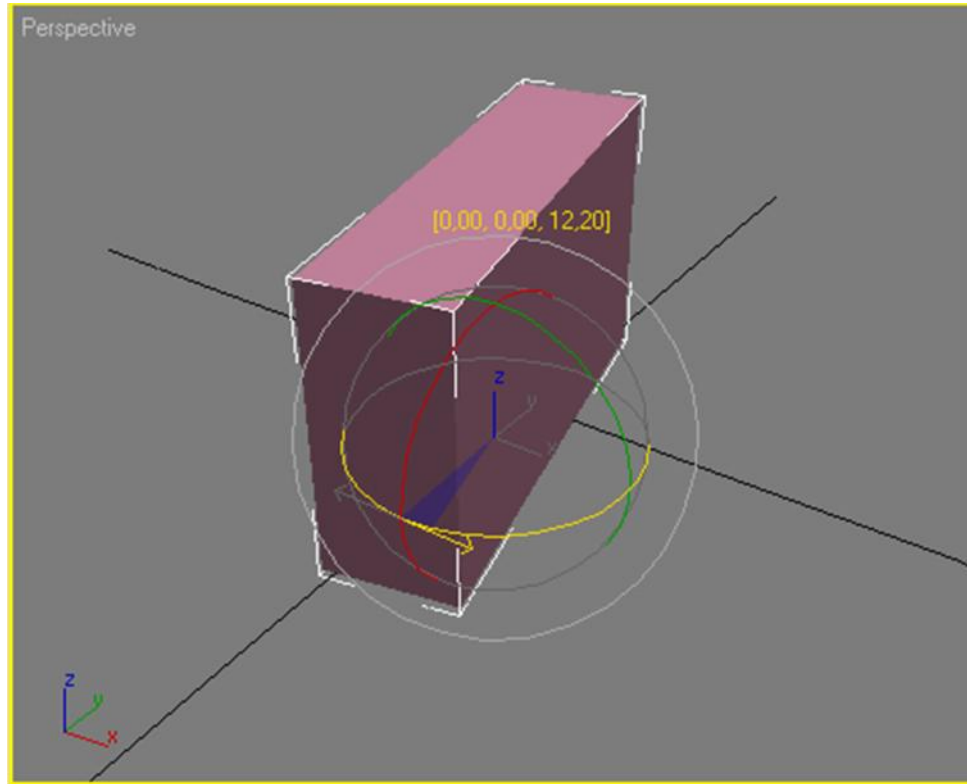 Perspective
[0,00, 0,00, 12,20]
z
y
x
z
y
x